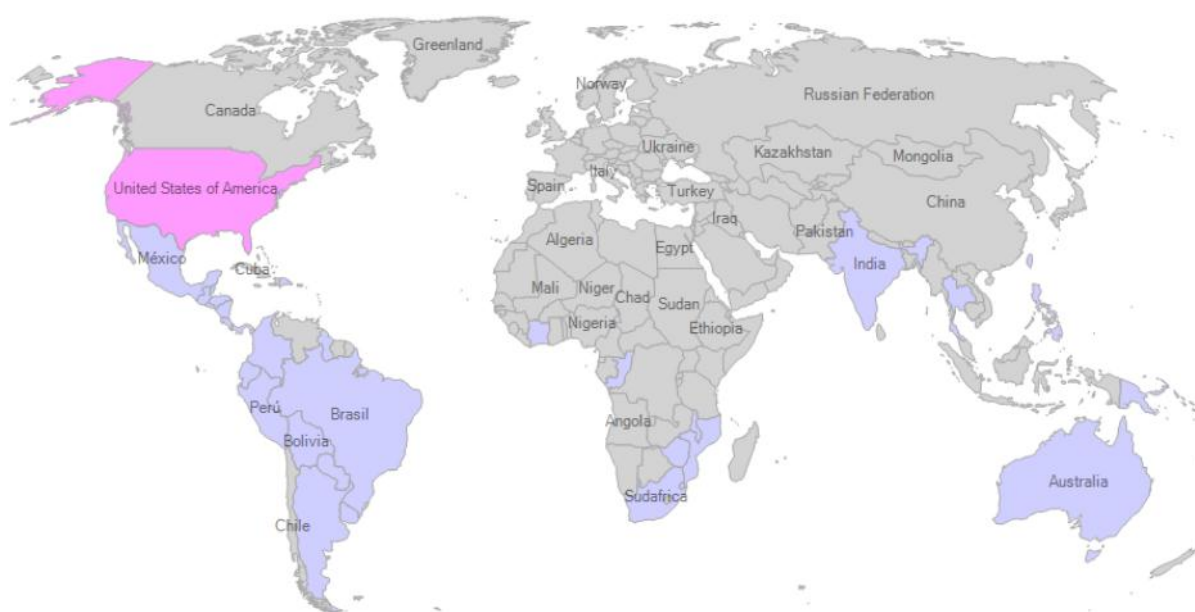 Greenland
Norway
Russian Federation
Canada
Ukraine
Kazakhstan
Mongolia
Italy
United States of America
Spain
Turkey
China
Iraq
Pakistan
Algeria
Egypt
México
India
Cuba
Mali
Niger
Chad
Sudan
Nigeria
Ethiopia
Perú
Brasil
Angola
Bolivia
Australia
Sudafrica
Chile